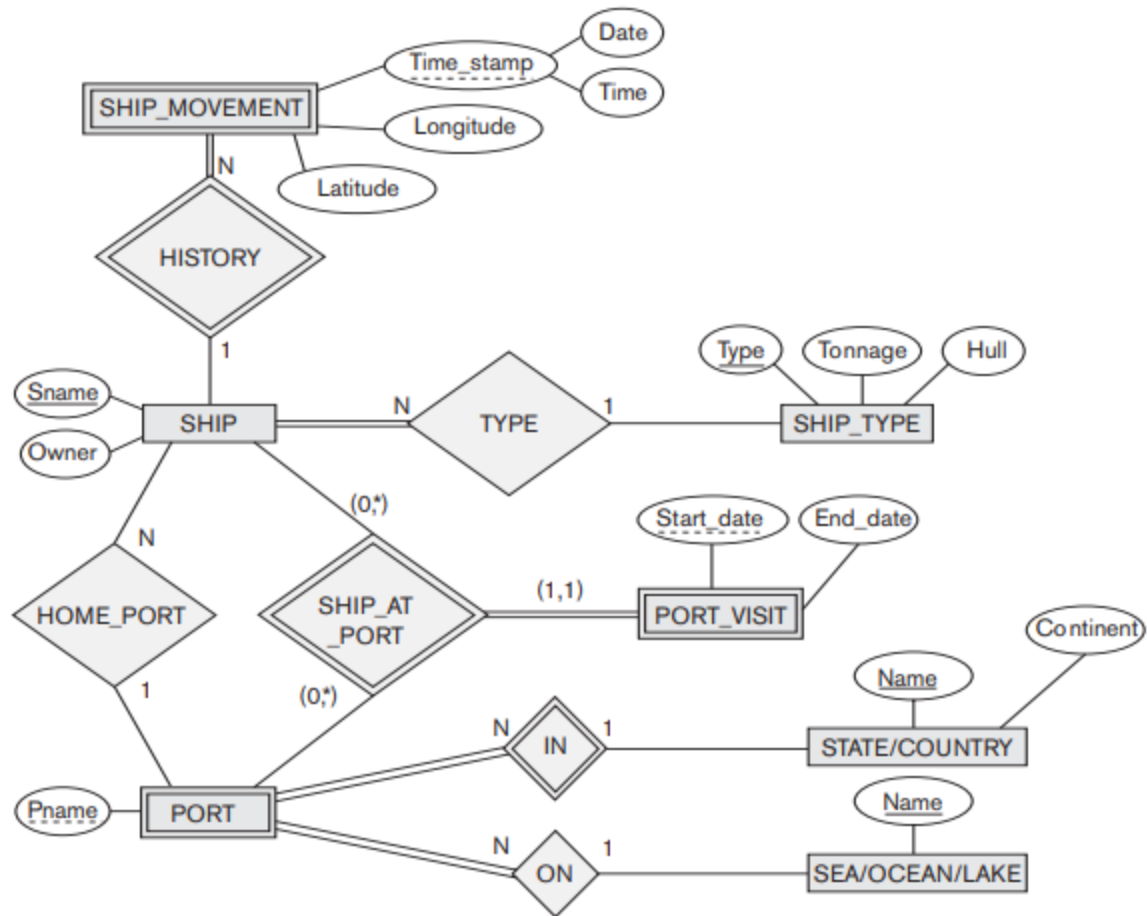 Date
Time_stamp
Time
SHIP_MOVEMENT
Longitude
N
Latitude
HISTORY
1
Type
Tonnage
Hull
Sname
SHIP
N
TYPE
1
SHIP_TYPE
Owner
(0,*)
Start_date
End_date
N
HOME_PORT
SHIP_AT
_PORT
(1,1)
PORT_VISIT
Continent
1
(0,*)
Name
N
IN
1
STATE/COUNTRY
Pname
PORT
Name
N
ON
1
SEA/OCEAN/LAKE